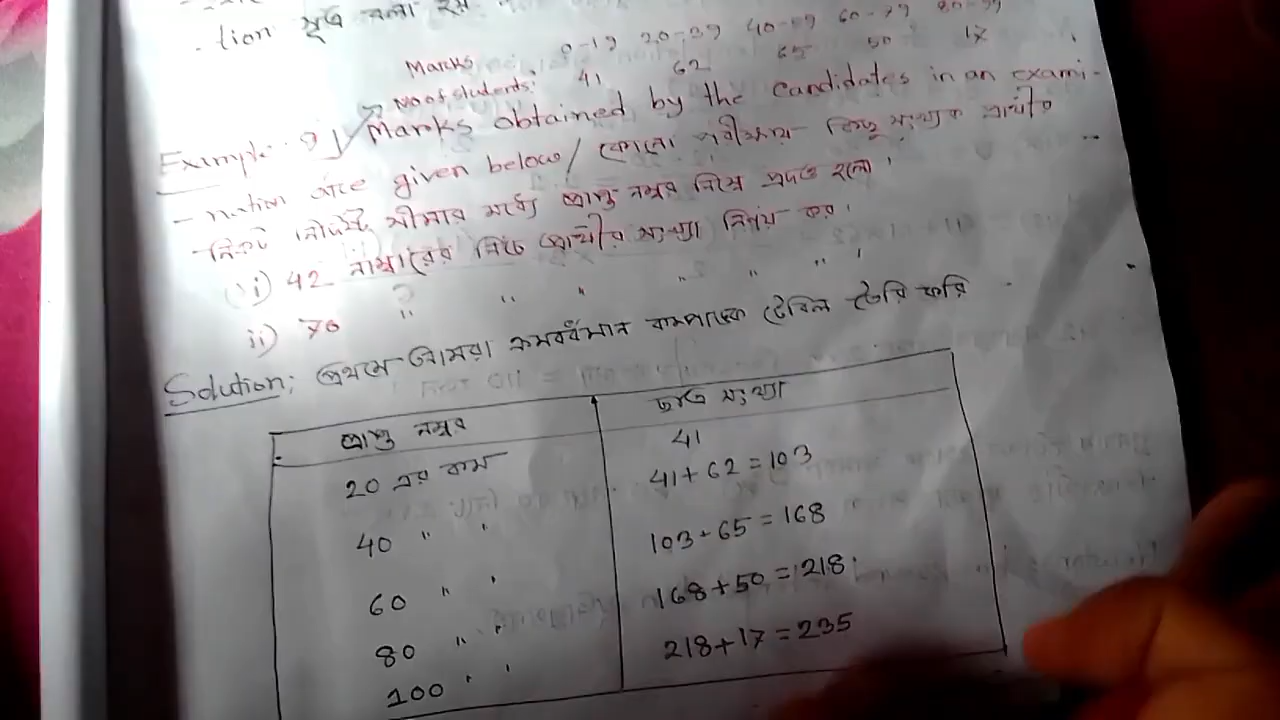 - tion সূত্র বলা হয়
Marks 0-19 20-39 40-59 60-79 80-99
No of students: 41 62 65 50 17
Example: 9 / Marks obtained by the candidates in an exami-
- nation are given below / কোনো পরীক্ষায় কিছু সংখ্যক প্রার্থীর
নির্দিষ্ট সীমার মধ্যে প্রাপ্ত নম্বর নিম্নে প্রদত্ত হলো।
(i) 42 নাম্বারের নিচে প্রার্থীর সংখ্যা নির্ণয় কর।
ii) 70 " " " " " " ।
Solution: প্রথমে আমরা ক্রমবর্ধমান টেবিল তৈরি করি
প্রাপ্ত নম্বর ছাত্র সংখ্যা
20 এর কম 41
40 " " 41+62=103
60 " " 103+65=168
80 " " 168+50=218
100 " " 218+17=235